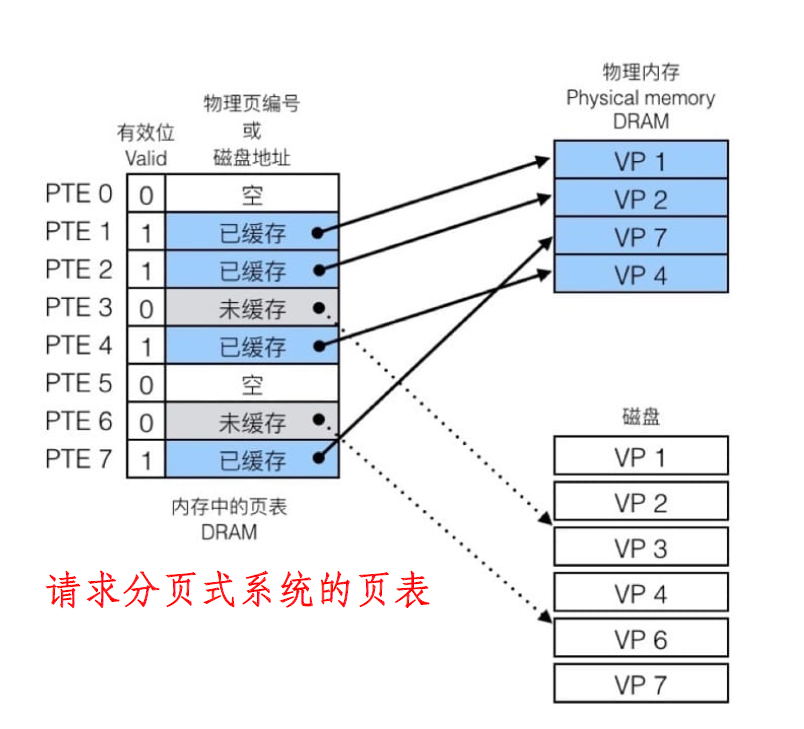 物理页编号
或
磁盘地址
有效位
Valid
PTE 0 0 空
PTE 1 1 已缓存
PTE 2 1 已缓存
PTE 3 0 未缓存
PTE 4 1 已缓存
PTE 5 0 空
PTE 6 0 未缓存
PTE 7 1 已缓存
内存中的页表
DRAM
请求分页式系统的页表
物理内存
Physical memory
DRAM
VP 1
VP 2
VP 7
VP 4
磁盘
VP 1
VP 2
VP 3
VP 4
VP 6
VP 7